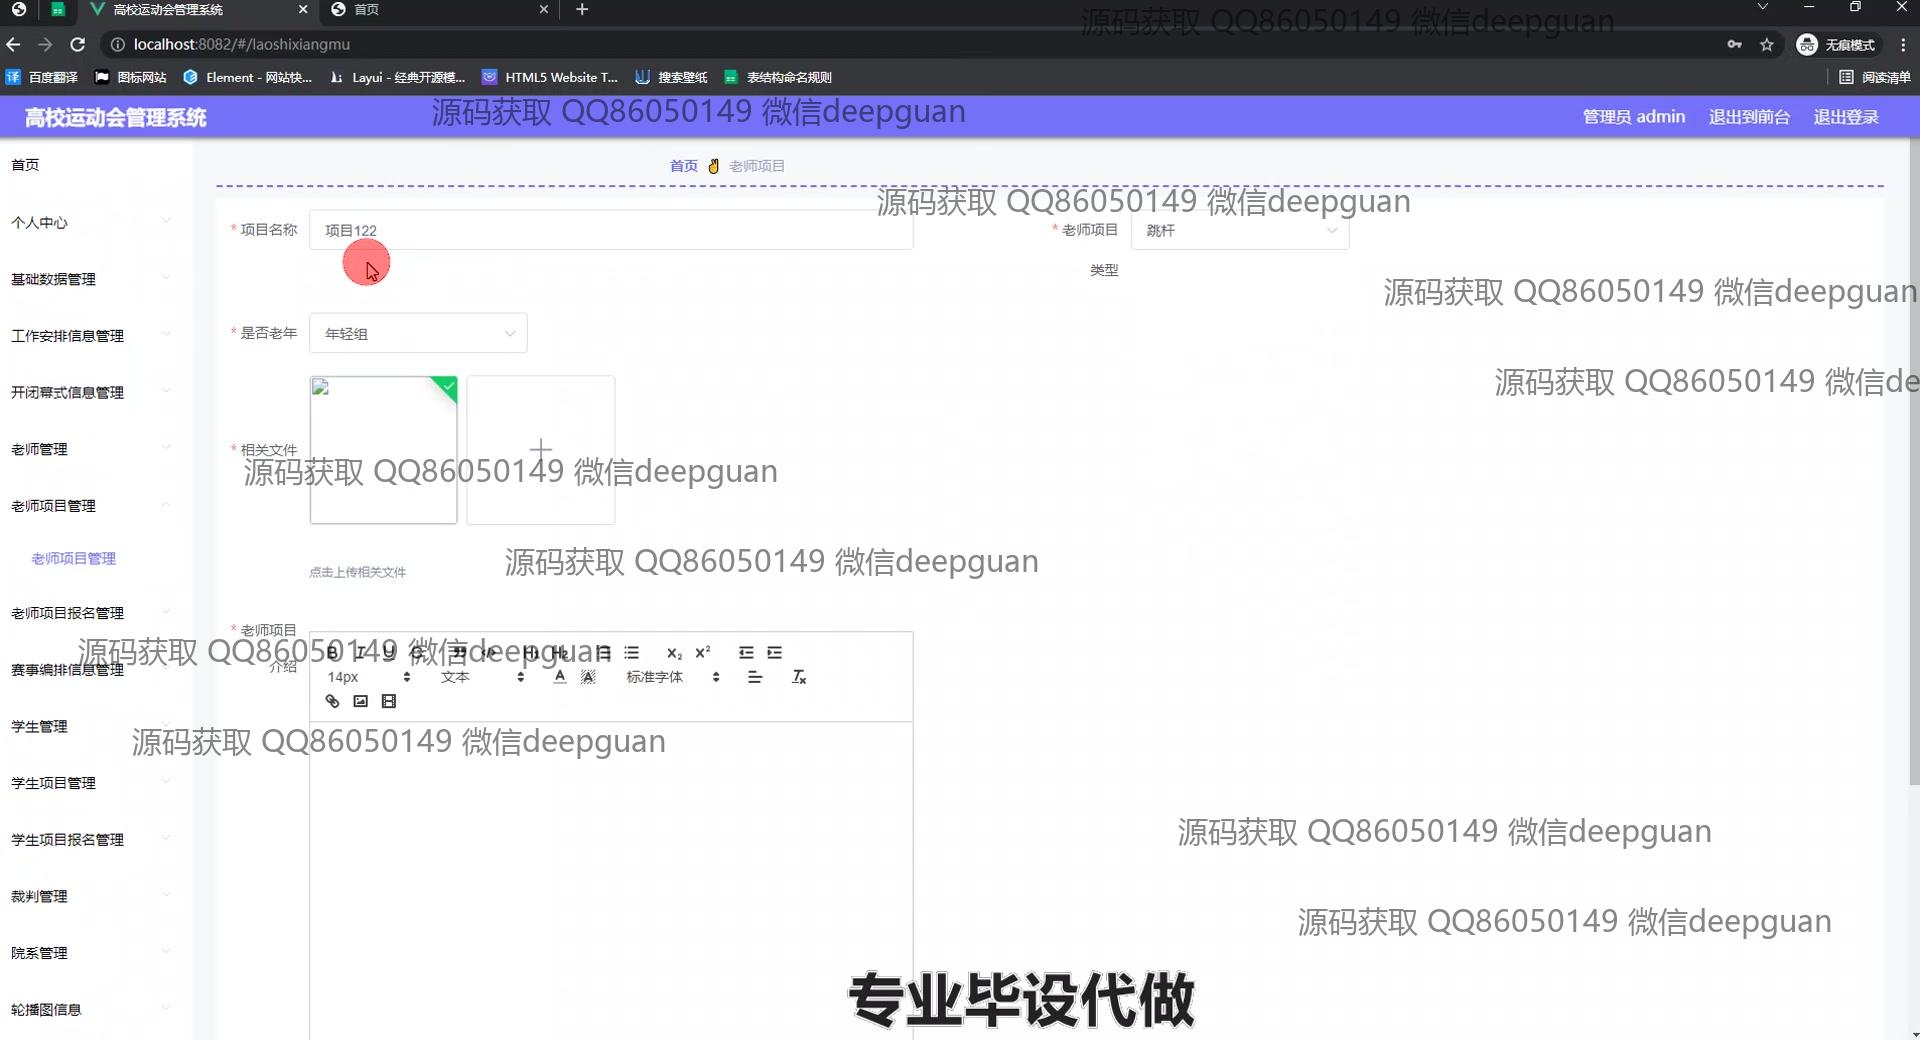 高校运动会管理系统
首页
源码获取 QQ86050149 微信deepguan
localhost:8082/#/laoshixiangmu
无痕模式
百度翻译
图标网站
Element - 网站快...
Layui - 经典开源模...
HTML5 Website T...
搜索壁纸
表结构命名规则
阅读清单
高校运动会管理系统
源码获取 QQ86050149 微信deepguan
管理员 admin
退出到前台
退出登录
首页
首页
老师项目
个人中心
源码获取 QQ86050149 微信deepguan
* 项目名称
项目122
* 老师项目
类型
跳杆
基础数据管理
源码获取 QQ86050149 微信deepguan
工作安排信息管理
* 是否老年
年轻组
开闭幕式信息管理
源码获取 QQ86050149 微信de
老师管理
* 相关文件
源码获取 QQ86050149 微信deepguan
老师项目管理
老师项目管理
源码获取 QQ86050149 微信deepguan
点击上传相关文件
老师项目报名管理
* 老师项目
介绍
源码获取 QQ86050149 微信deepguan
赛事编排信息管理
14px
文本
标准字体
学生管理
源码获取 QQ86050149 微信deepguan
学生项目管理
学生项目报名管理
源码获取 QQ86050149 微信deepguan
裁判管理
源码获取 QQ86050149 微信deepguan
院系管理
轮播图信息
专业毕设代做